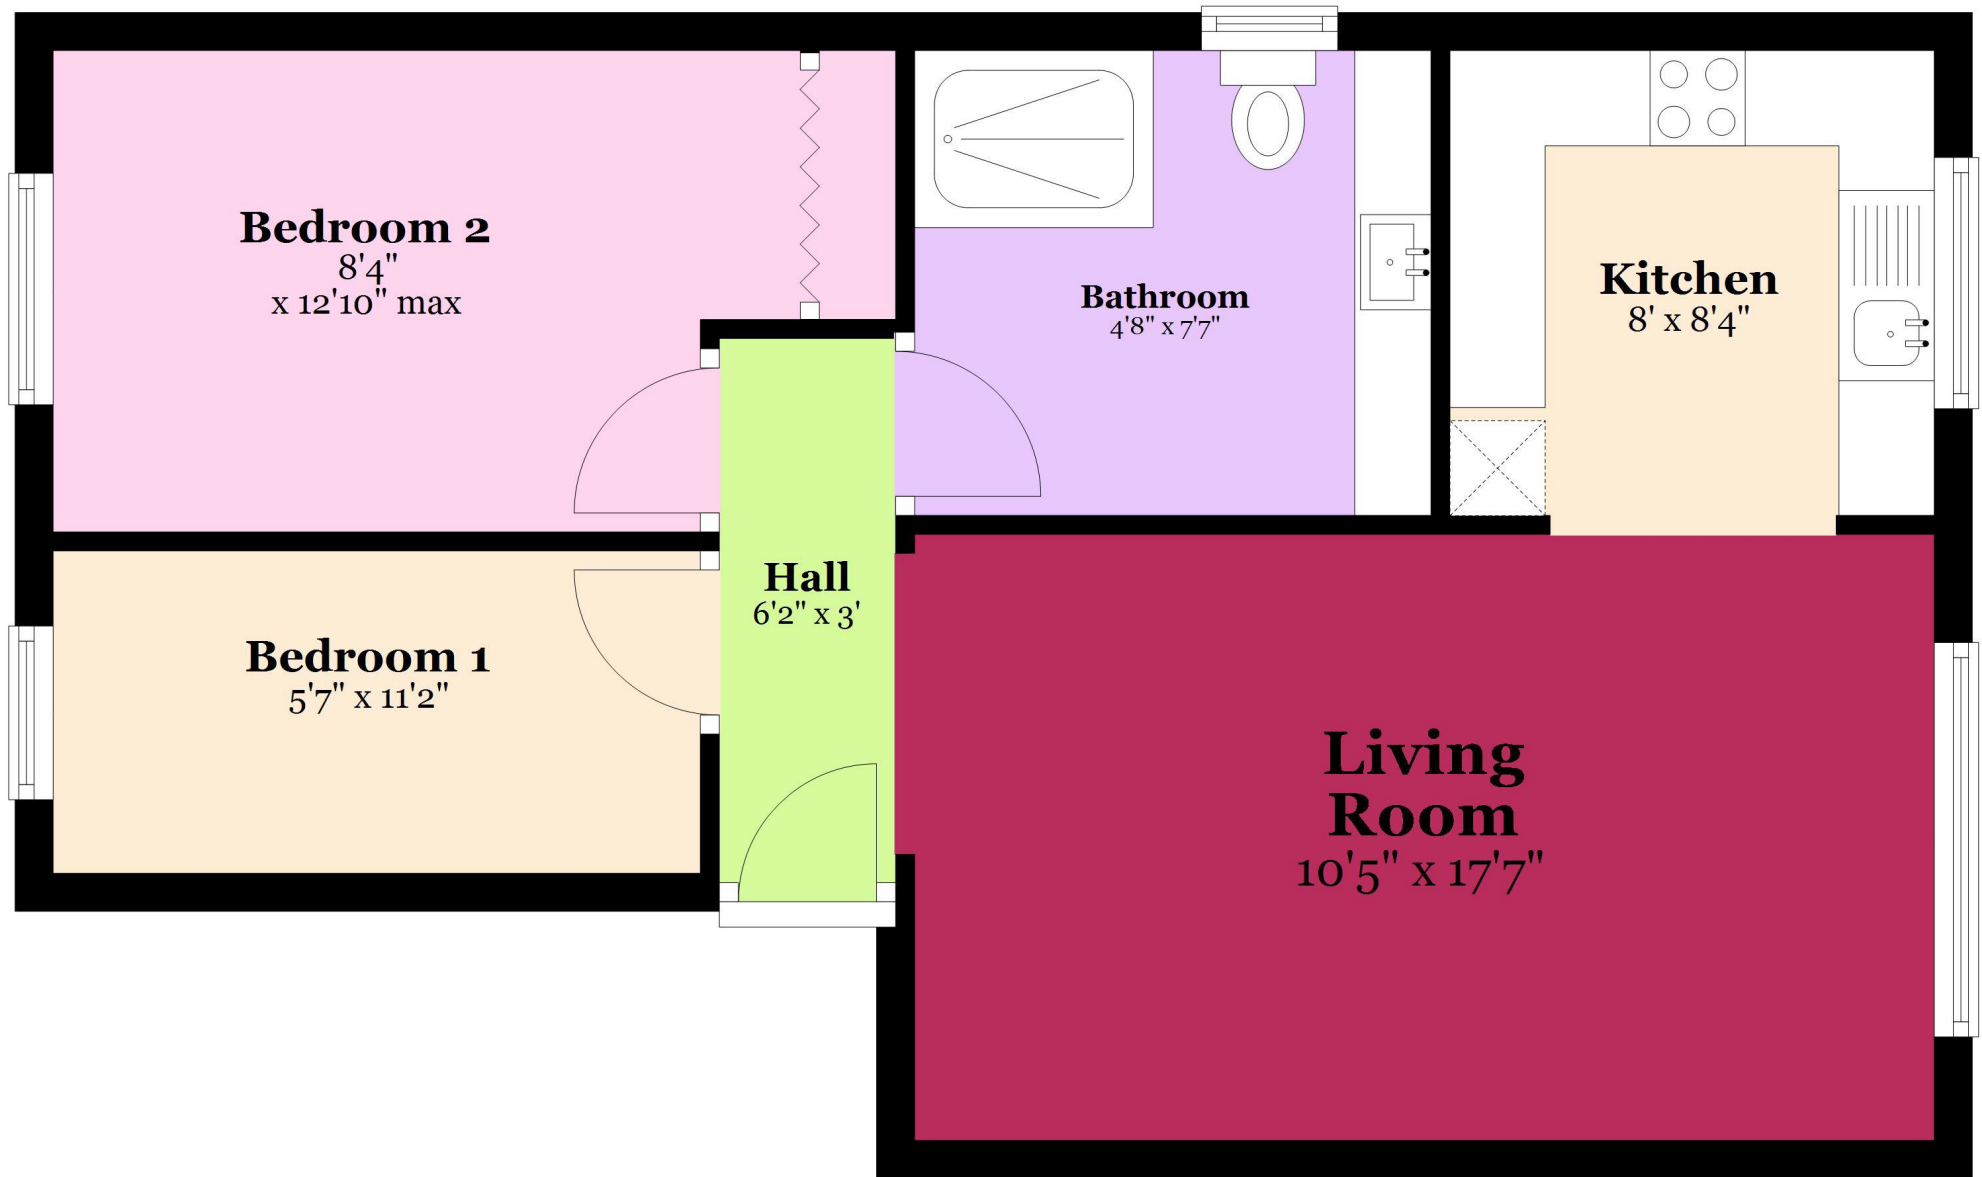 Bedroom 2
8'4"
x 12'10" max
Bathroom
4'8" x 7'7"
Kitchen
8' x 8'4"
Hall
6'2" x 3'
Bedroom 1
5'7" x 11'2"
Living
Room
10'5" x 17'7"